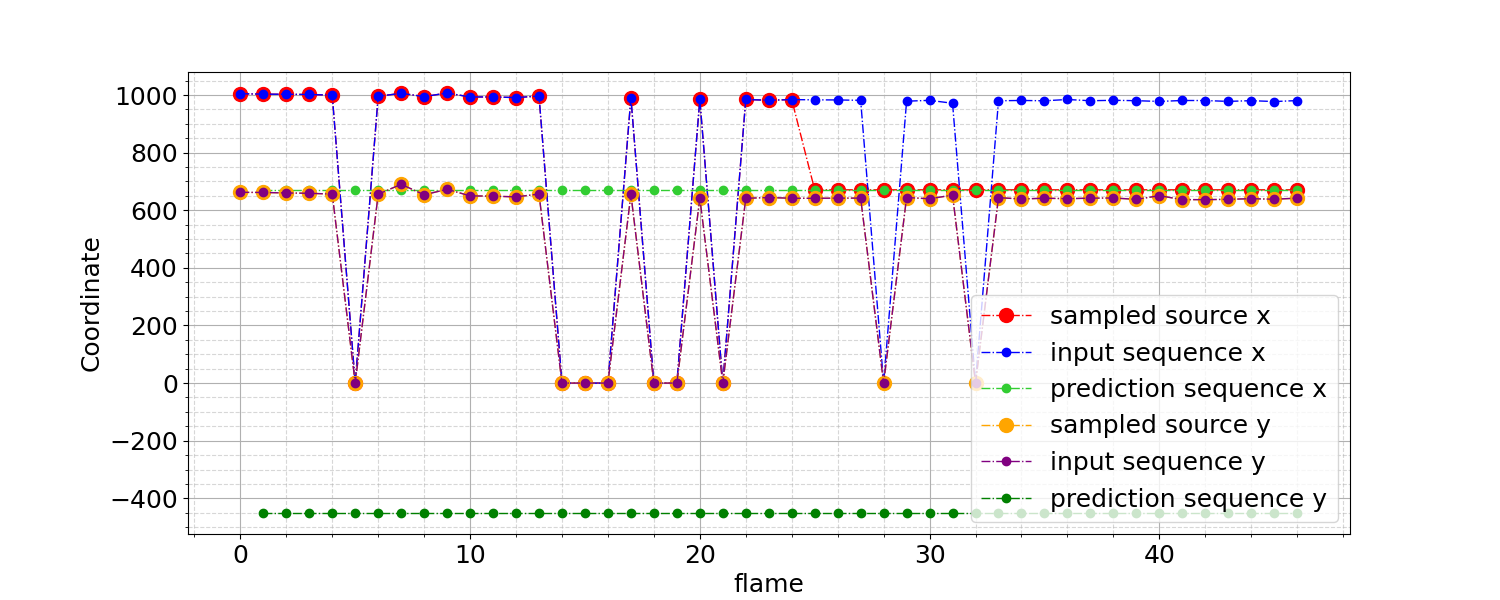 1000
800
600
400
200
0
−200
−400
Coordinate
0 10 20 30 40
flame
sampled source x
input sequence x
prediction sequence x
sampled source y
input sequence y
prediction sequence y